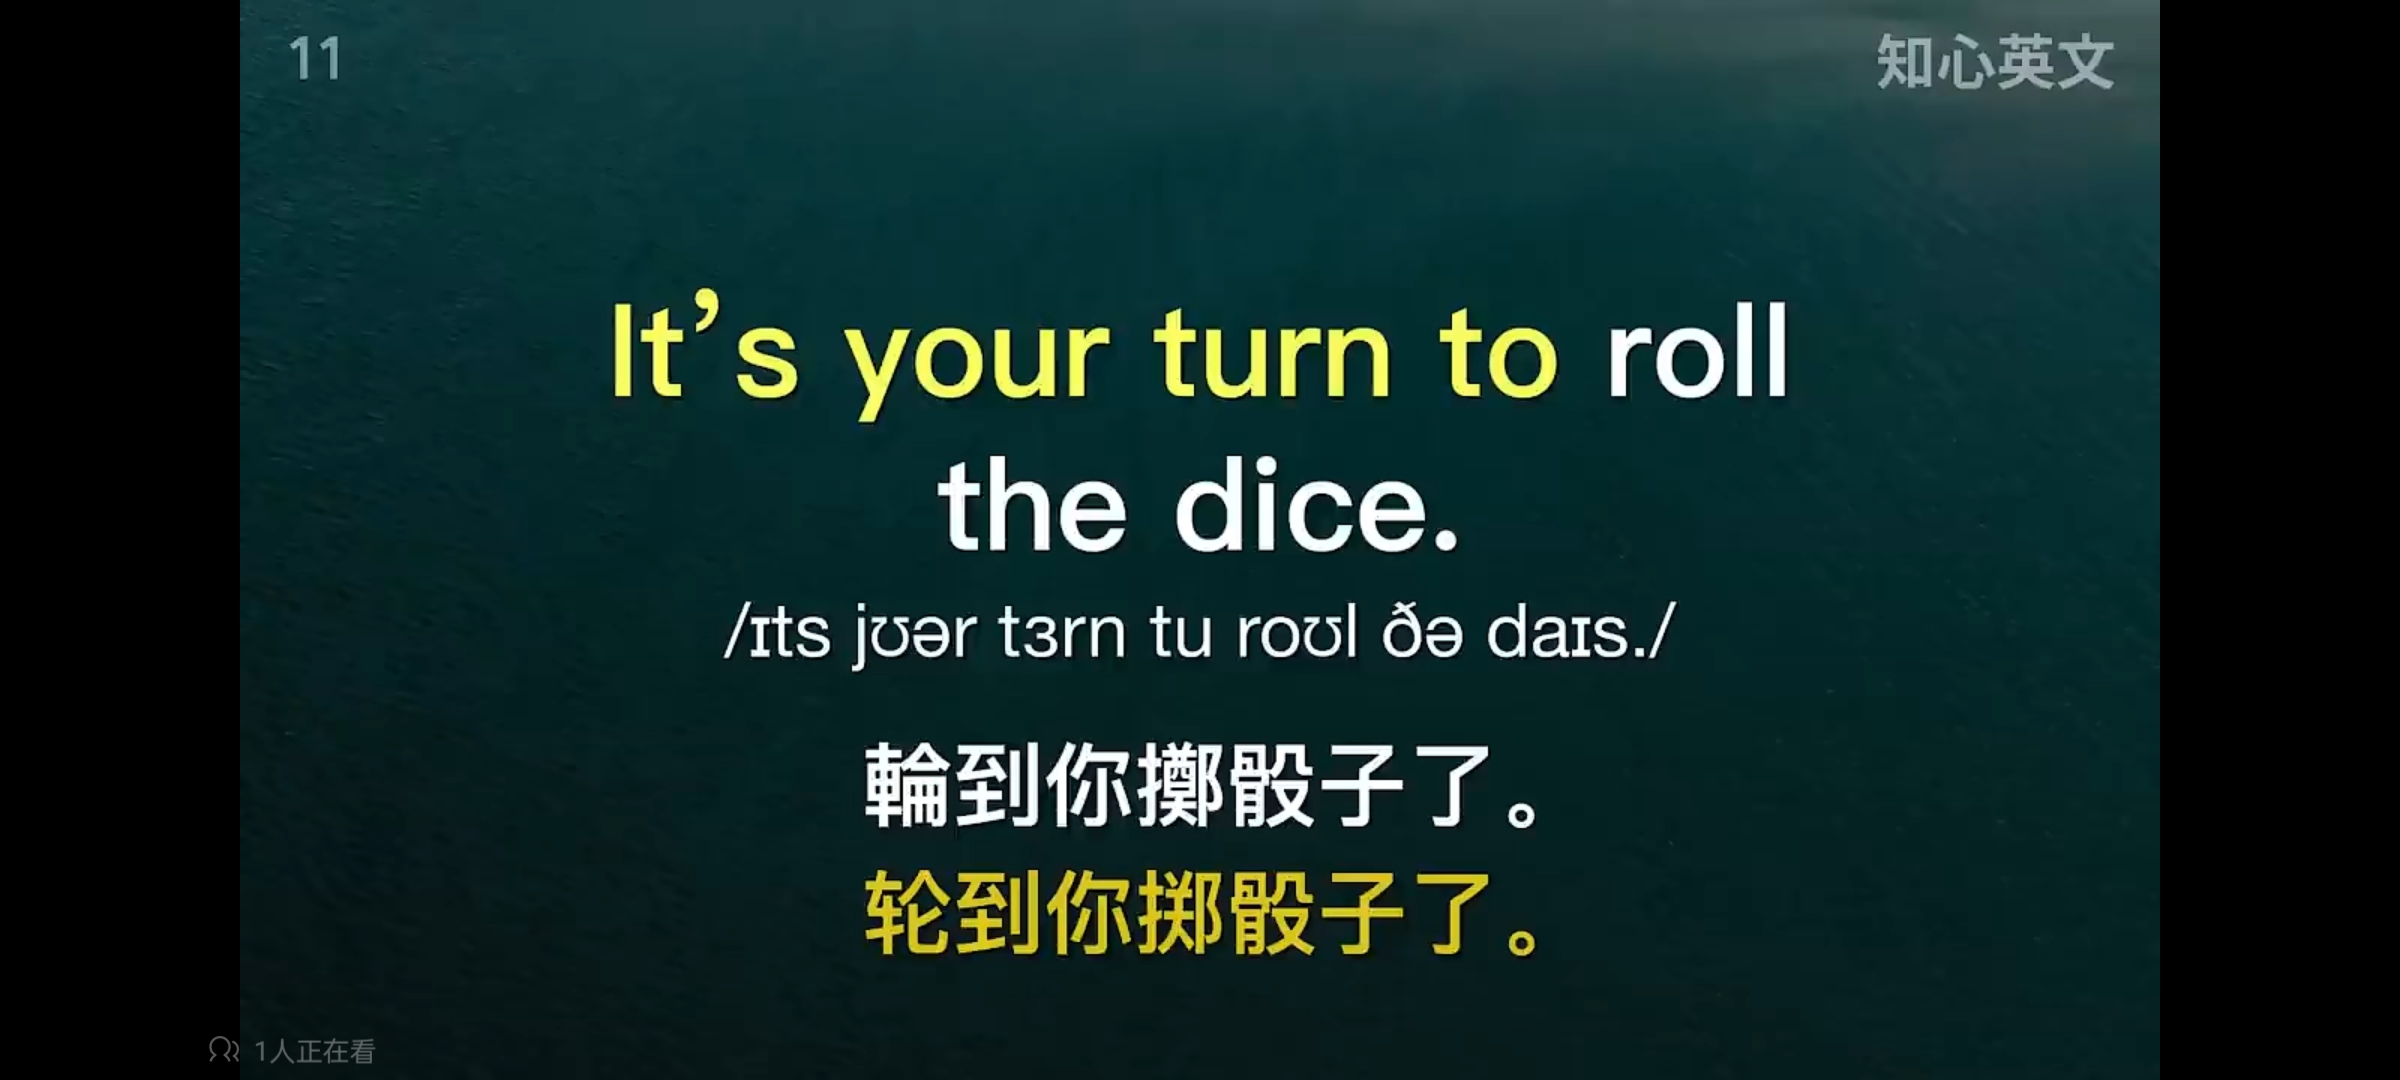 11
知心英文
It’s your turn to roll
the dice.
/ɪts jʊər tɜrn tu roʊl ðə daɪs./
輪到你擲骰子了。
轮到你掷骰子了。
1人正在看